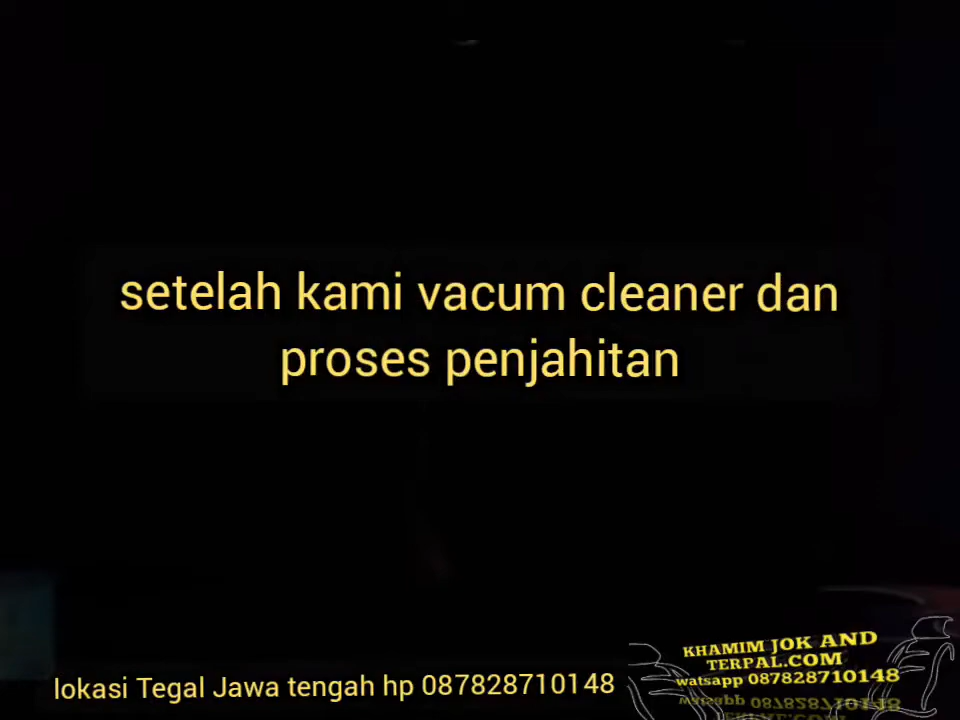 setelah kami vacum cleaner dan
proses penjahitan
lokasi Tegal Jawa tengah hp 087828710148
KHAMIM JOK AND
TERPAL.COM
watsapp 087828710148